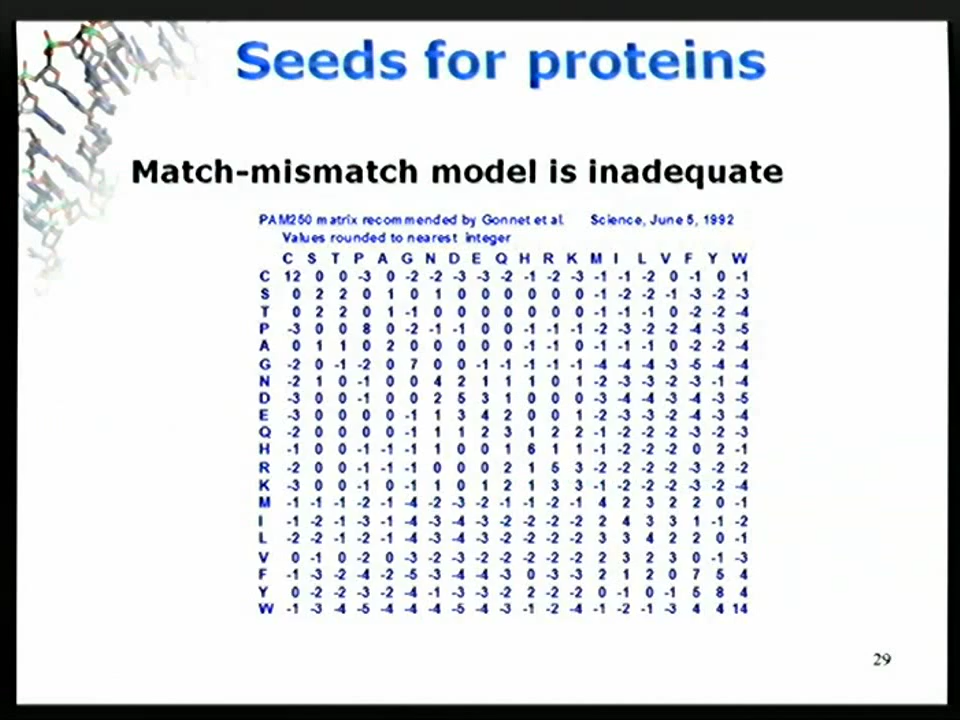 Seeds for proteins
Match-mismatch model is inadequate
PAM250 matrix recommended by Gonnet et al. Science, June 5, 1992
Values rounded to nearest integer
C S T P A G N D E Q H R K M I L V F Y W
C 12 0 0 -3 0 -2 -2 -3 -3 -2 -1 -2 -3 -1 -1 -2 0 -1 0 -1
S 0 2 2 0 1 0 1 0 0 0 0 0 0 -1 -2 -2 -1 -3 -2 -3
T 0 2 2 0 1 -1 0 0 0 0 0 0 0 -1 -1 -1 0 -2 -2 -4
P -3 0 0 8 0 -2 -1 -1 0 0 -1 -1 -1 -2 -3 -2 -2 -4 -3 -5
A 0 1 1 0 2 0 0 0 0 0 -1 -1 0 -1 -1 -1 0 -2 -2 -4
G -2 0 -1 -2 0 7 0 0 -1 -1 -1 -1 -1 -4 -4 -4 -3 -5 -4 -4
N -2 1 0 -1 0 0 4 2 1 1 1 0 1 -2 -3 -3 -2 -3 -1 -4
D -3 0 0 -1 0 0 2 5 3 1 0 0 0 -3 -4 -4 -3 -4 -3 -5
E -3 0 0 0 0 -1 1 3 4 2 0 0 1 -2 -3 -3 -2 -4 -3 -4
Q -2 0 0 0 0 -1 1 1 2 3 1 2 2 -1 -2 -2 -2 -3 -2 -3
H -1 0 0 -1 -1 -1 1 0 0 1 6 1 1 -1 -2 -2 -2 0 2 -1
R -2 0 0 -1 -1 -1 0 0 0 2 1 5 3 -2 -2 -2 -2 -3 -2 -2
K -3 0 0 -1 0 -1 1 0 1 2 1 3 3 -1 -2 -2 -2 -3 -2 -4
M -1 -1 -1 -2 -1 -4 -2 -3 -2 -1 -1 -2 -1 4 2 3 2 2 0 -1
I -1 -2 -1 -3 -1 -4 -3 -4 -3 -2 -2 -2 -2 2 4 3 3 1 -1 -2
L -2 -2 -1 -2 -1 -4 -3 -4 -3 -2 -2 -2 -2 3 3 4 2 2 0 -1
V 0 -1 0 -2 0 -3 -2 -3 -2 -2 -2 -2 -2 2 3 2 3 0 -1 -3
F -1 -3 -2 -4 -2 -5 -3 -4 -4 -3 0 -3 -3 2 1 2 0 7 5 4
Y 0 -2 -2 -3 -2 -4 -1 -3 -3 -2 2 -2 -2 0 -1 0 -1 5 8 4
W -1 -3 -4 -5 -4 -4 -4 -5 -4 -3 -1 -2 -4 -1 -2 -1 -3 4 4 14
29